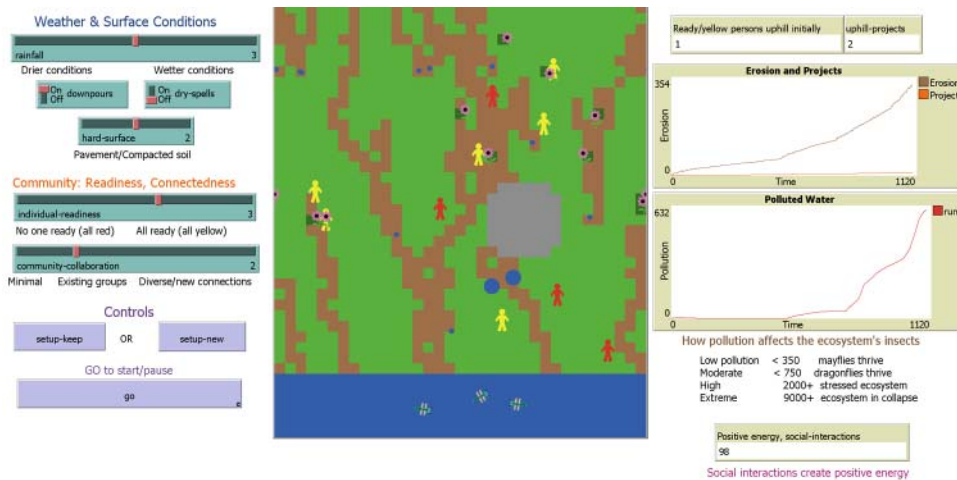 Weather & Surface Conditions
rainfall 3
Drier conditions Wetter conditions
On
Off
downpours
On
Off
dry-spells
hard-surface 2
Pavement/Compacted soil
Community: Readiness, Connectedness
individual-readiness 3
No one ready (all red) All ready (all yellow)
community-collaboration 2
Minimal Existing groups Diverse/new connections
Controls
setup-keep OR setup-new
GO to start/pause
go
Ready/yellow persons uphill initially
1
uphill-projects
2
Erosion and Projects
354
Erosion
0
0 Time 1120
Erosion
Project
Polluted Water
632
Pollution
0
0 Time 1120
run
How pollution affects the ecosystem's insects
Low pollution < 350 mayflies thrive
Moderate < 750 dragonflies thrive
High 2000+ stressed ecosystem
Extreme 9000+ ecosystem in collapse
Positive energy, social-interactions
98
Social interactions create positive energy